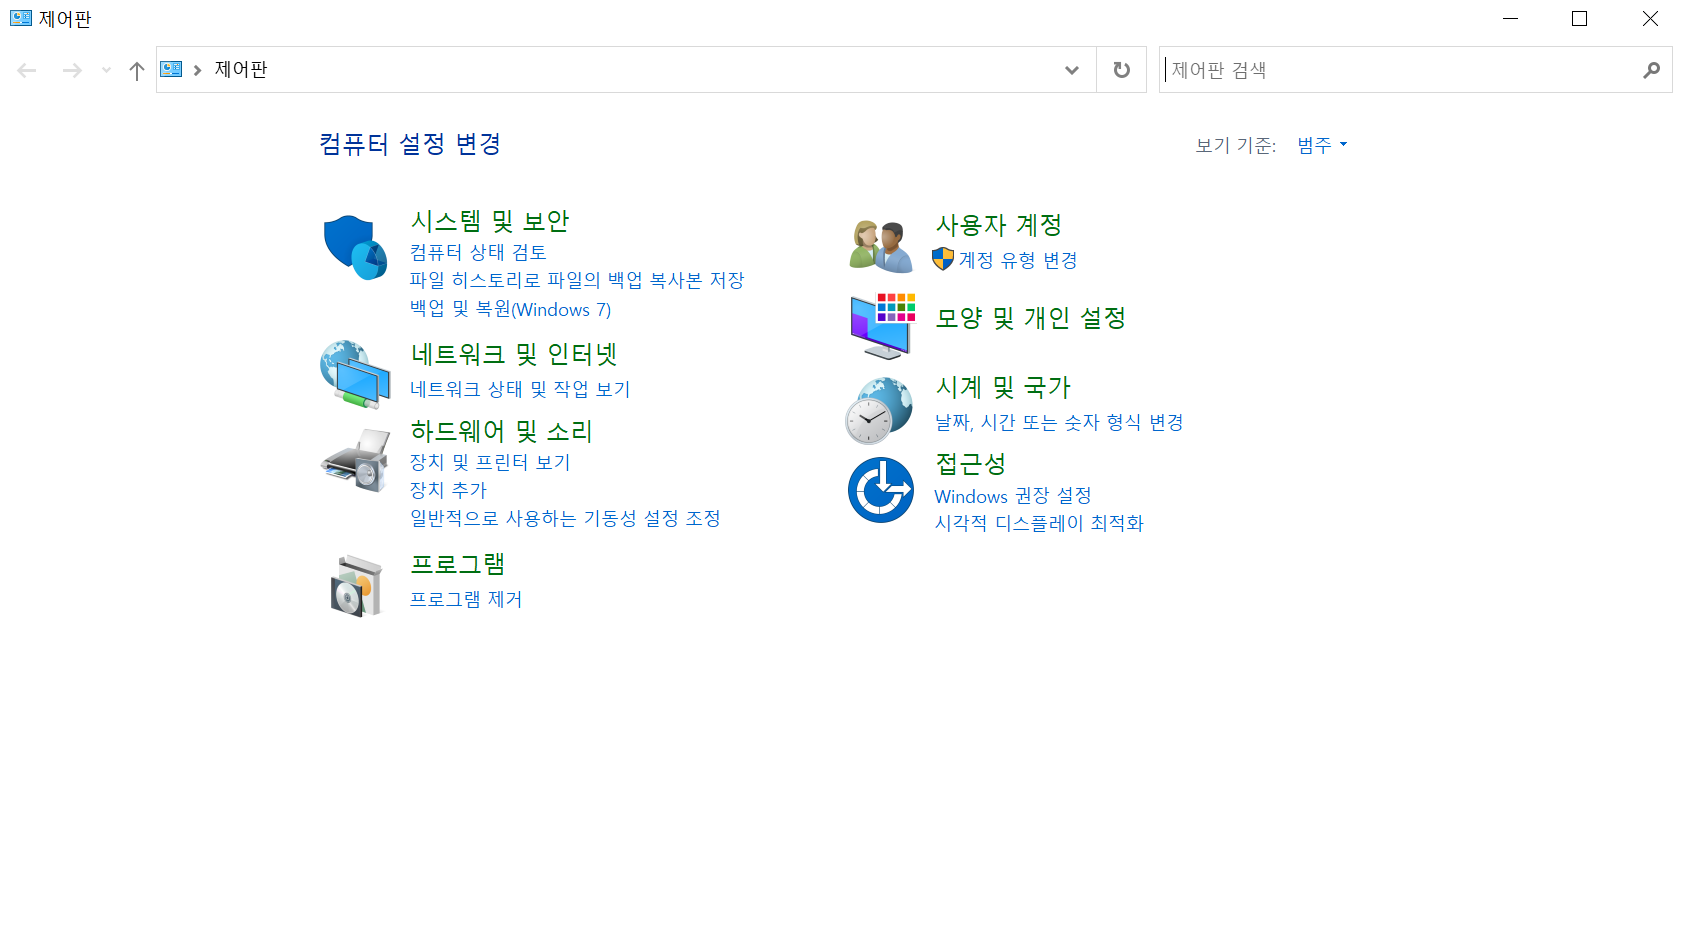 제어판
제어판
제어판 검색
컴퓨터 설정 변경
보기 기준: 범주
시스템 및 보안
컴퓨터 상태 검토
파일 히스토리로 파일의 백업 복사본 저장
백업 및 복원(Windows 7)
네트워크 및 인터넷
네트워크 상태 및 작업 보기
하드웨어 및 소리
장치 및 프린터 보기
장치 추가
일반적으로 사용하는 기동성 설정 조정
프로그램
프로그램 제거
사용자 계정
계정 유형 변경
모양 및 개인 설정
시계 및 국가
날짜, 시간 또는 숫자 형식 변경
접근성
Windows 권장 설정
시각적 디스플레이 최적화